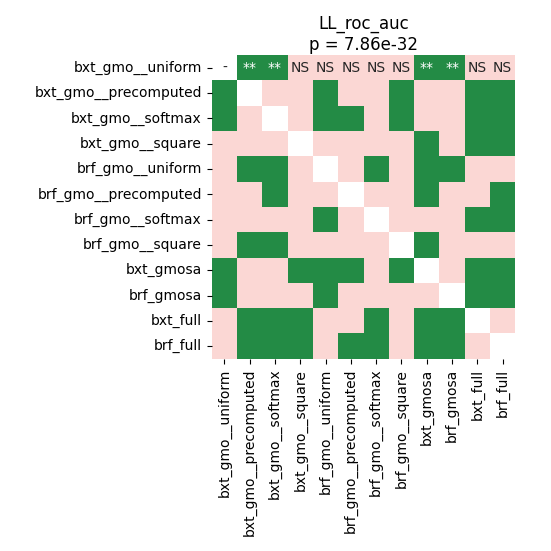 LL_roc_auc
p = 7.86e-32
bxt_gmo__uniform - ** ** NS NS NS NS NS ** ** NS NS
bxt_gmo__precomputed
bxt_gmo__softmax
bxt_gmo__square
brf_gmo__uniform
brf_gmo__precomputed
brf_gmo__softmax
brf_gmo__square
bxt_gmosa
brf_gmosa
bxt_full
brf_full
bxt_gmo__uniform
bxt_gmo__precomputed
bxt_gmo__softmax
bxt_gmo__square
brf_gmo__uniform
brf_gmo__precomputed
brf_gmo__softmax
brf_gmo__square
bxt_gmosa
brf_gmosa
bxt_full
brf_full